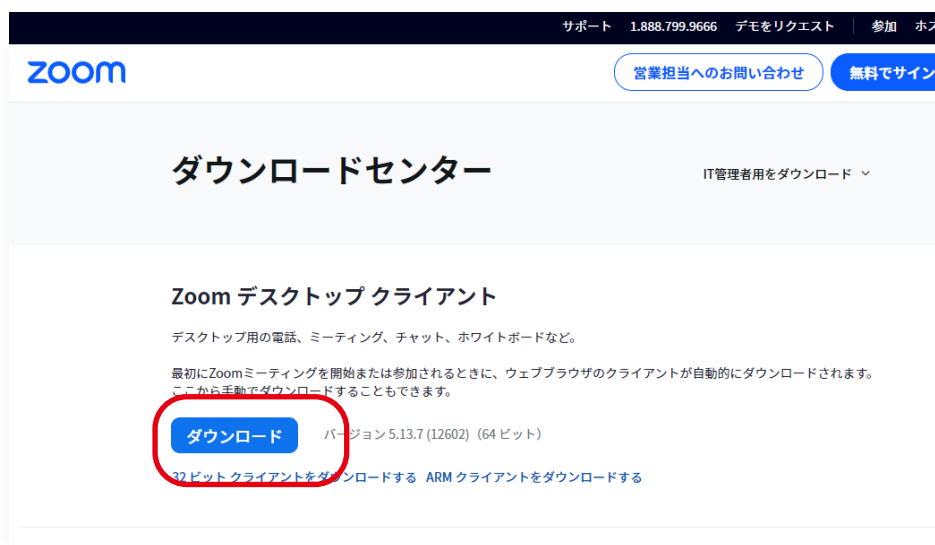 サポート 1.888.799.9666 デモをリクエスト 参加 ホス
zoom 営業担当へのお問い合わせ 無料でサイン
ダウンロードセンター IT管理者用をダウンロード
Zoom デスクトップ クライアント
デスクトップ用の電話、ミーティング、チャット、ホワイトボードなど。
最初にZoomミーティングを開始または参加されるときに、ウェブブラウザのクライアントが自動的にダウンロードされます。
ここから手動でダウンロードすることもできます。
ダウンロード バージョン 5.13.7 (12602)（64 ビット）
32 ビット クライアントをダウンロードする ARM クライアントをダウンロードする